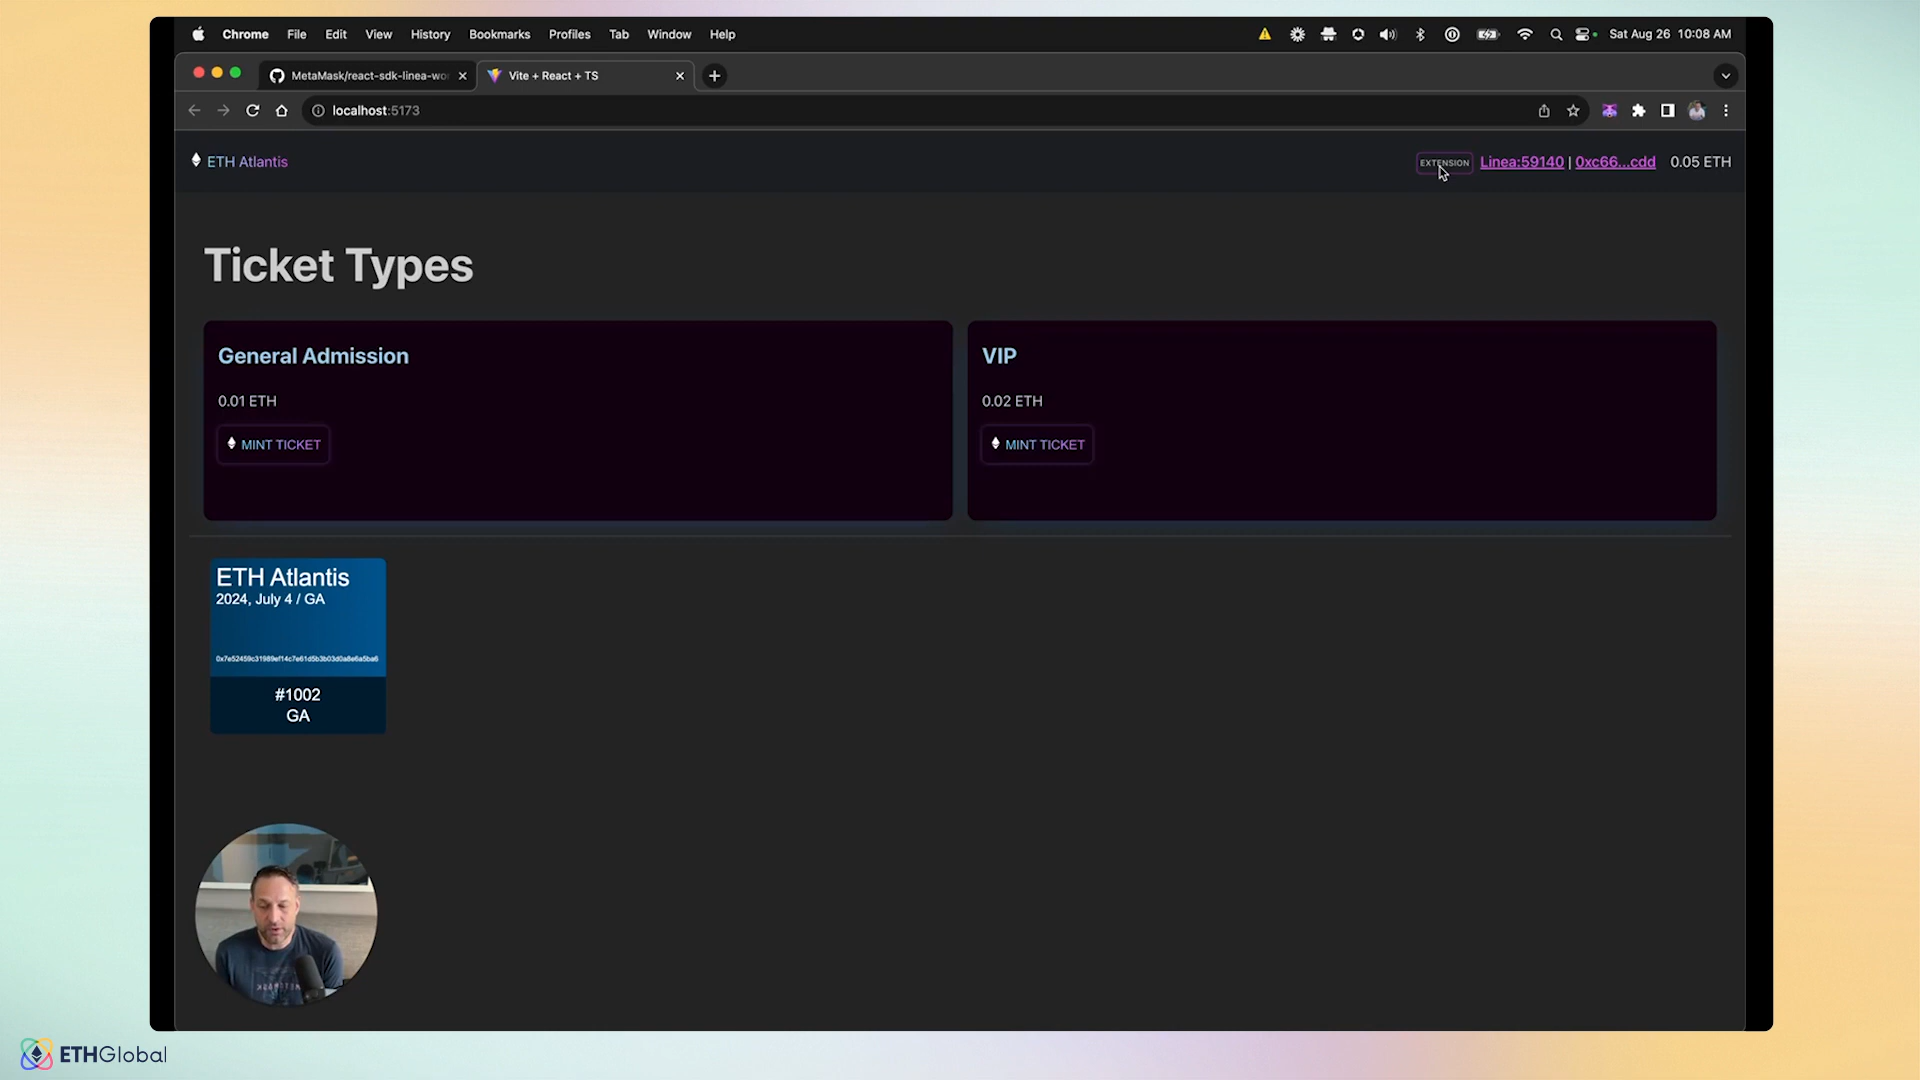 Chrome File Edit View History Bookmarks Profiles Tab Window Help Sat Aug 26 10:08 AM
MetaMask/react-sdk-linea-wo Vite + React + TS
localhost:5173
ETH Atlantis EXTENSION Linea:59140 | 0xc66...cdd 0.05 ETH
Ticket Types
General Admission
0.01 ETH
MINT TICKET
VIP
0.02 ETH
MINT TICKET
ETH Atlantis
2024, July 4 / GA
#1002
GA
ETHGlobal